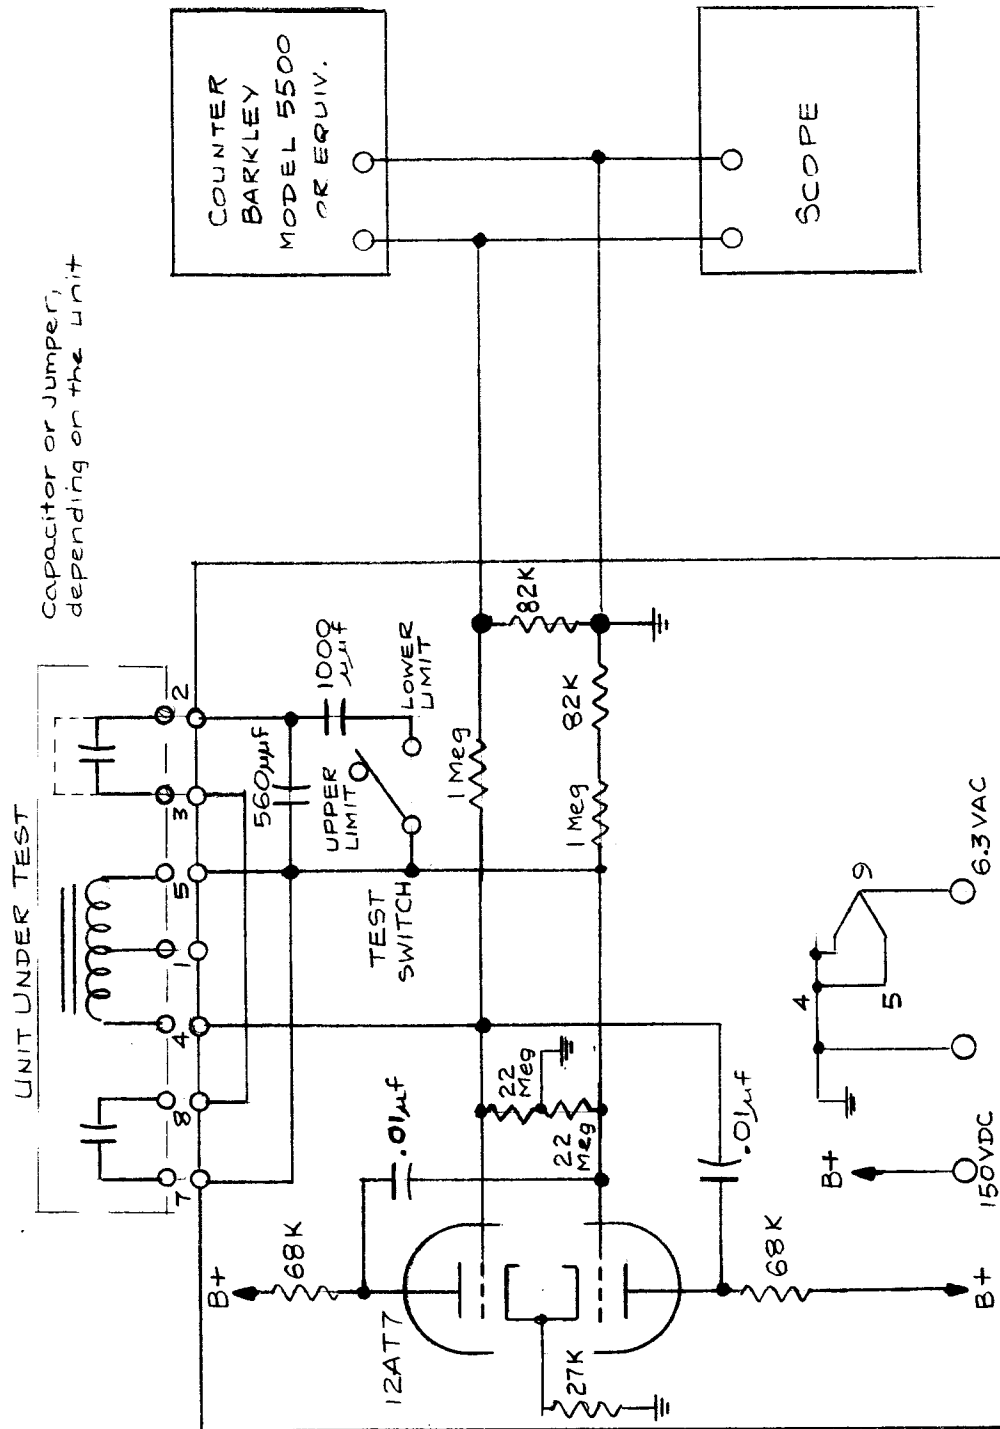 Capacitor or Jumper,
depending on the unit
UNIT UNDER TEST
COUNTER
BARKLEY
MODEL 5500
OR EQUIV.
SCOPE
7
8
4
1
5
3
2
560μμf
1000
μμf
UPPER
LIMIT
LOWER
LIMIT
TEST
SWITCH
B+
68K
.01μf
12AT7
22
Meg
22
Meg
1 Meg
82K
1 Meg
82K
27K
.01μf
68K
B+
B+
150VDC
4
5
9
6.3VAC